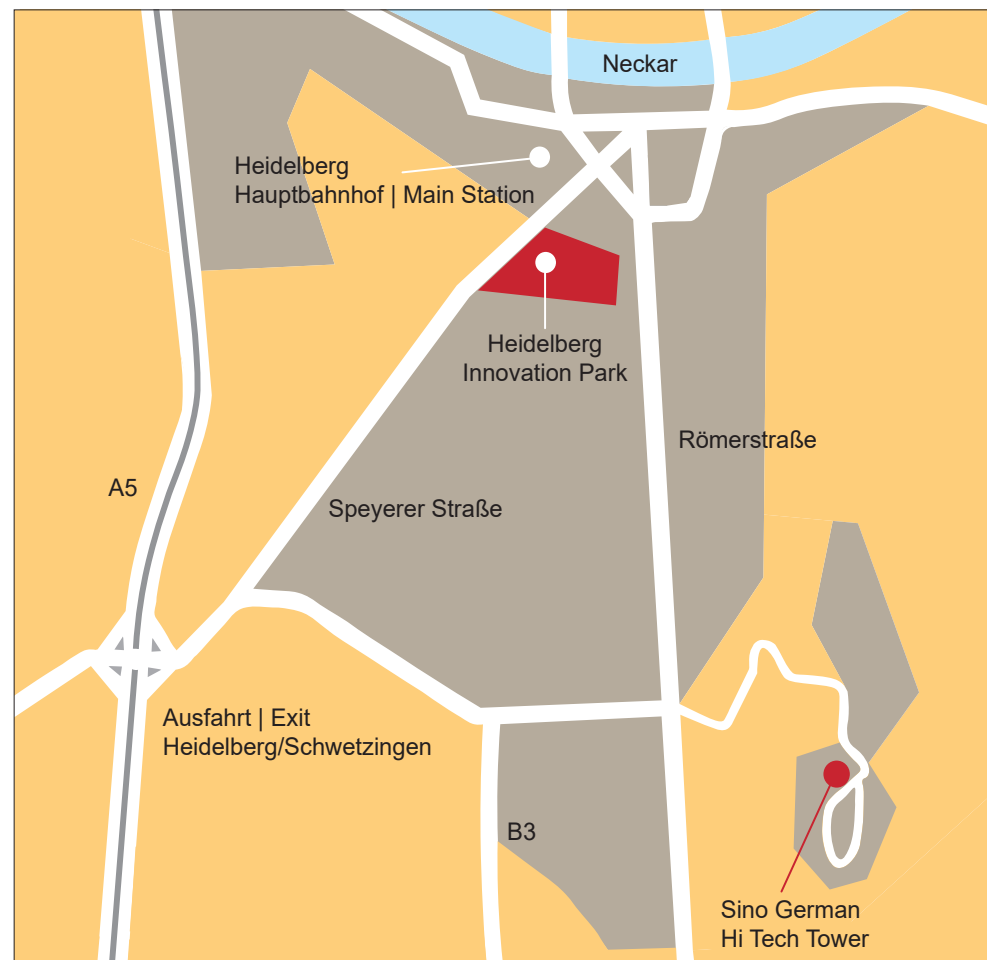 Neckar
Heidelberg
Hauptbahnhof | Main Station
Heidelberg
Innovation Park
Römerstraße
A5
Speyerer Straße
Ausfahrt | Exit
Heidelberg/Schwetzingen
B3
Sino German
Hi Tech Tower